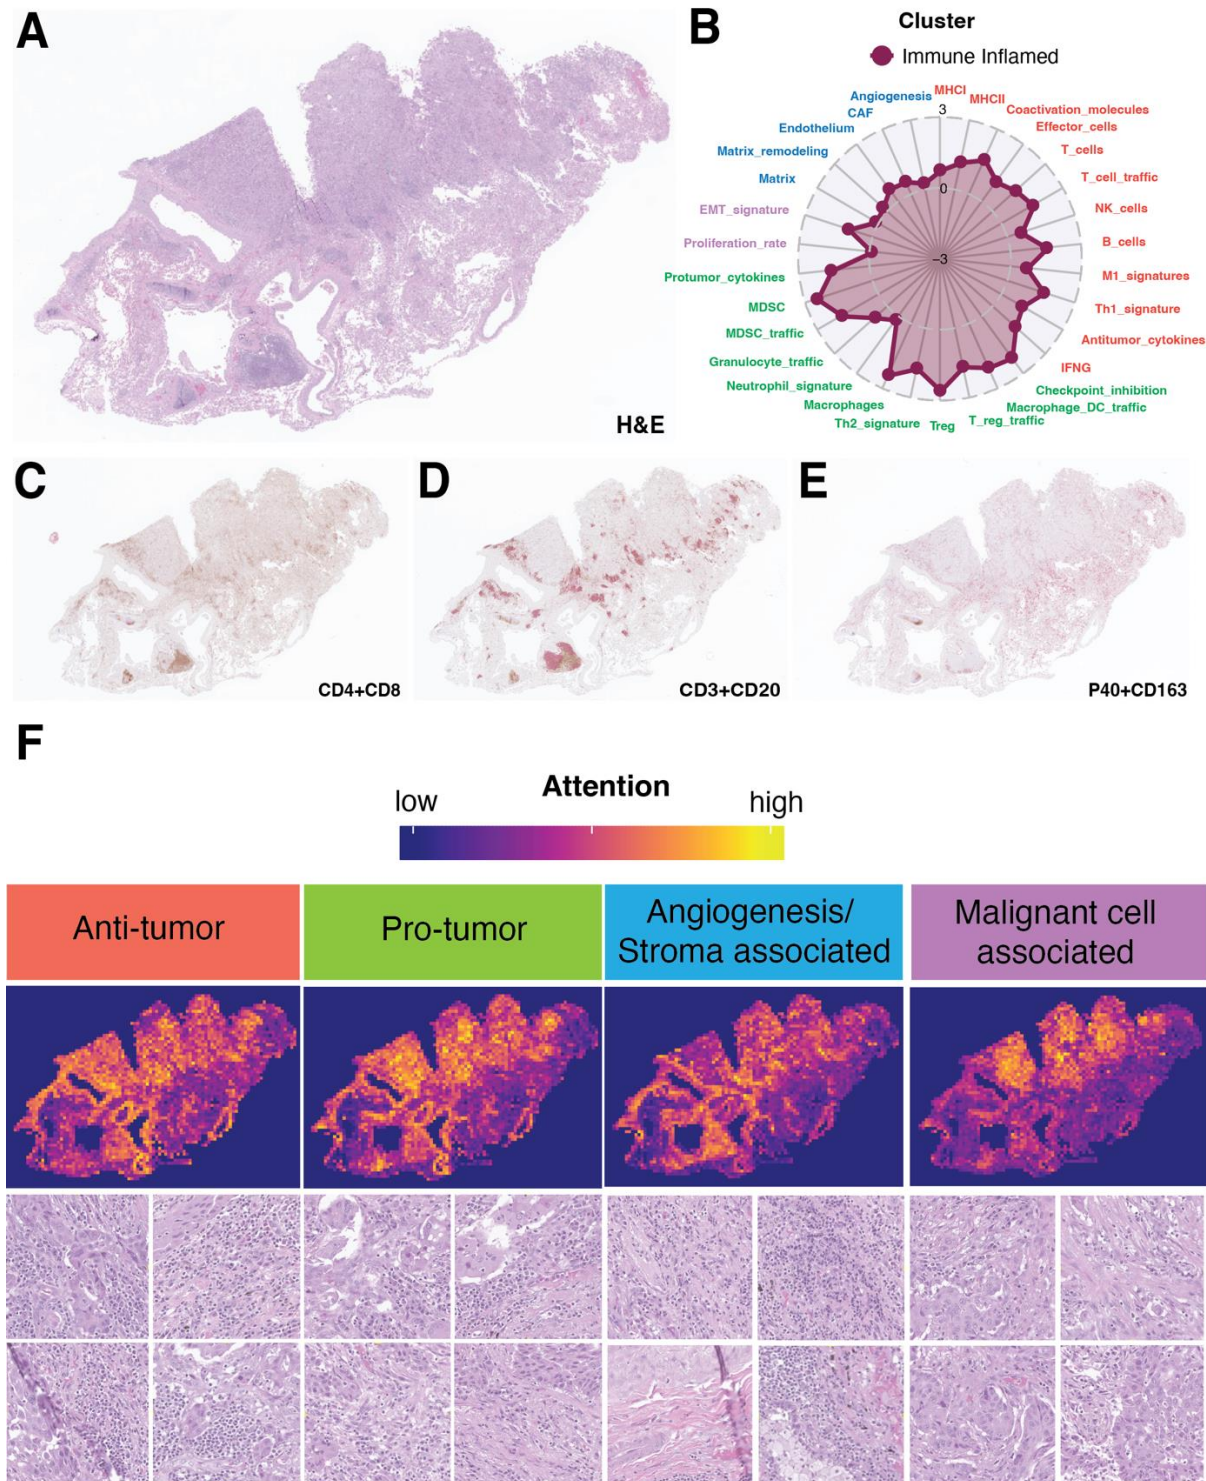 A
H&E
B
Cluster
Immune Inflamed
3
0
−3
MHCI
MHCII
Coactivation_molecules
Effector_cells
T_cells
T_cell_traffic
NK_cells
B_cells
M1_signatures
Th1_signature
Antitumor_cytokines
IFNG
Checkpoint_inhibition
Macrophage_DC_traffic
T_reg_traffic
Treg
Th2_signature
Macrophages
Neutrophil_signature
Granulocyte_traffic
MDSC_traffic
MDSC
Protumor_cytokines
Proliferation_rate
EMT_signature
Matrix
Matrix_remodeling
Endothelium
CAF
Angiogenesis
C
CD4+CD8
D
CD3+CD20
E
P40+CD163
F
Attention
low
high
Anti-tumor
Pro-tumor
Angiogenesis/
Stroma associated
Malignant cell
associated